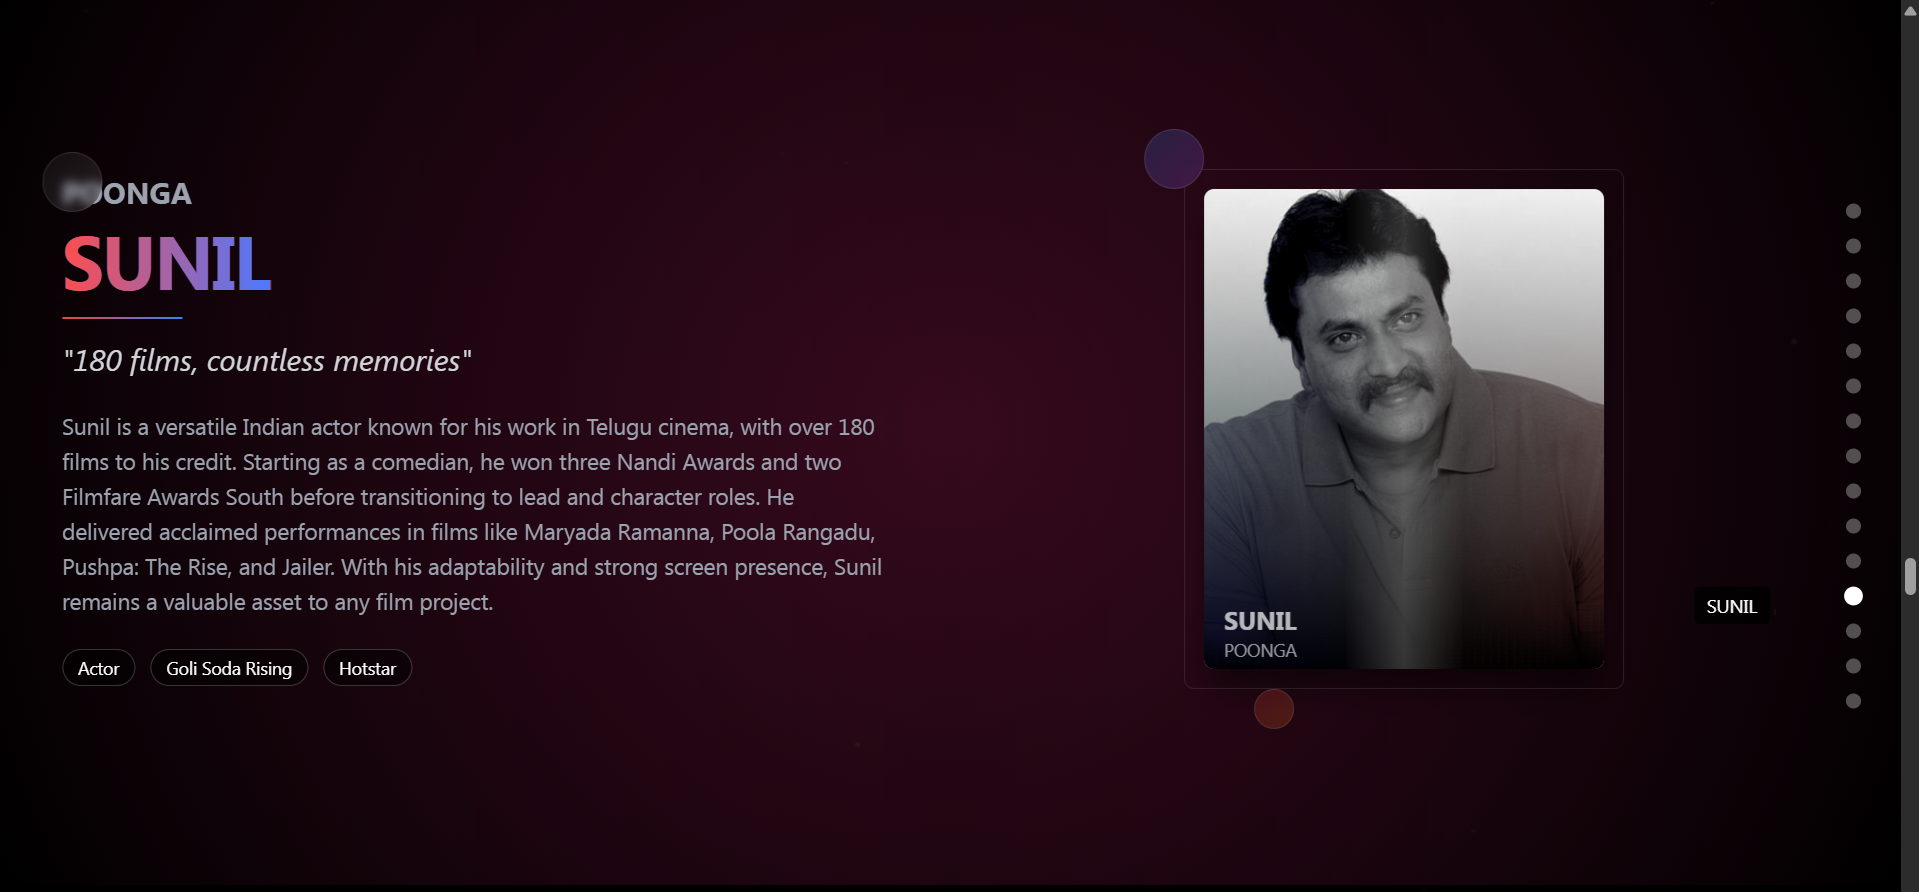 POONGA
SUNIL
"180 films, countless memories"
Sunil is a versatile Indian actor known for his work in Telugu cinema, with over 180
films to his credit. Starting as a comedian, he won three Nandi Awards and two
Filmfare Awards South before transitioning to lead and character roles. He
delivered acclaimed performances in films like Maryada Ramanna, Poola Rangadu,
Pushpa: The Rise, and Jailer. With his adaptability and strong screen presence, Sunil
remains a valuable asset to any film project.
Actor
Goli Soda Rising
Hotstar
SUNIL
POONGA
SUNIL